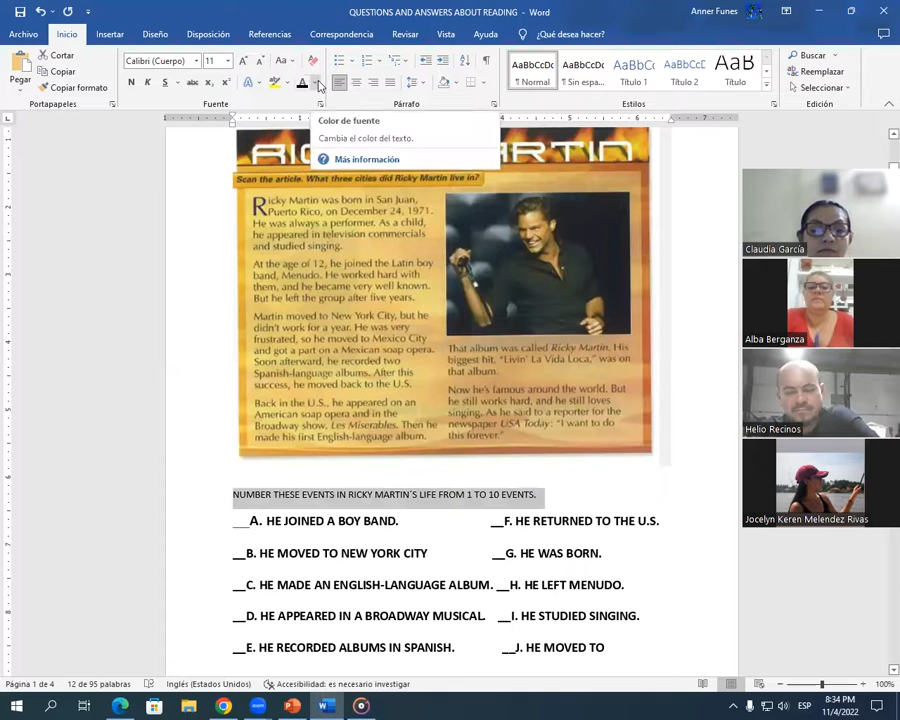 QUESTIONS AND ANSWERS ABOUT READING - Word
Anner Funes
Archivo Inicio Insertar Diseño Disposición Referencias Correspondencia Revisar Vista Ayuda ¿Qué desea hacer?
Pegar
Cortar
Copiar
Copiar formato
Portapapeles
Calibri (Cuerpo) 11
N K S abc
Fuente
Párrafo
AaBbCcDc AaBbCcDc AaBbCc AaBbCcC AaB
¶ Normal ¶ Sin espa... Título 1 Título 2 Título
Estilos
Buscar
Reemplazar
Seleccionar
Edición
Color de fuente
Cambia el color del texto.
Más información
MARTIN
Scan the article. What three cities did Ricky Martin live in?
Ricky Martin was born in San Juan,
Puerto Rico, on December 24, 1971.
He was always a performer. As a child,
he appeared in television commercials
and studied singing.
At the age of 12, he joined the Latin boy
band, Menudo. He worked hard with
them, and he became very well known.
But he left the group after five years.
Martin moved to New York City, but he
didn't work for a year. He was very
frustrated, so he moved to Mexico City
and got a part on a Mexican soap opera.
Soon afterward, he recorded two
Spanish-language albums. After this
success, he moved back to the U.S.
Back in the U.S., he appeared on an
American soap opera and in the
Broadway show, Les Miserables. Then he
made his first English-language album.
That album was called Ricky Martin. His
biggest hit, "Livin' La Vida Loca," was on
that album.
Now he's famous around the world. But
he still works hard, and he still loves
singing. As he said to a reporter for the
newspaper USA Today: "I want to do
this forever."
NUMBER THESE EVENTS IN RICKY MARTIN´S LIFE FROM 1 TO 10 EVENTS.
__A. HE JOINED A BOY BAND. __F. HE RETURNED TO THE U.S.
__B. HE MOVED TO NEW YORK CITY __G. HE WAS BORN.
__C. HE MADE AN ENGLISH-LANGUAGE ALBUM. __H. HE LEFT MENUDO.
__D. HE APPEARED IN A BROADWAY MUSICAL. __I. HE STUDIED SINGING.
__E. HE RECORDED ALBUMS IN SPANISH. __J. HE MOVED TO
Claudia García
Alba Berganza
Helio Recinos
Jocelyn Keren Melendez Rivas
Página 1 de 4 12 de 95 palabras Inglés (Estados Unidos) Accesibilidad: es necesario investigar 100%
ESP
8:34 PM
11/4/2022